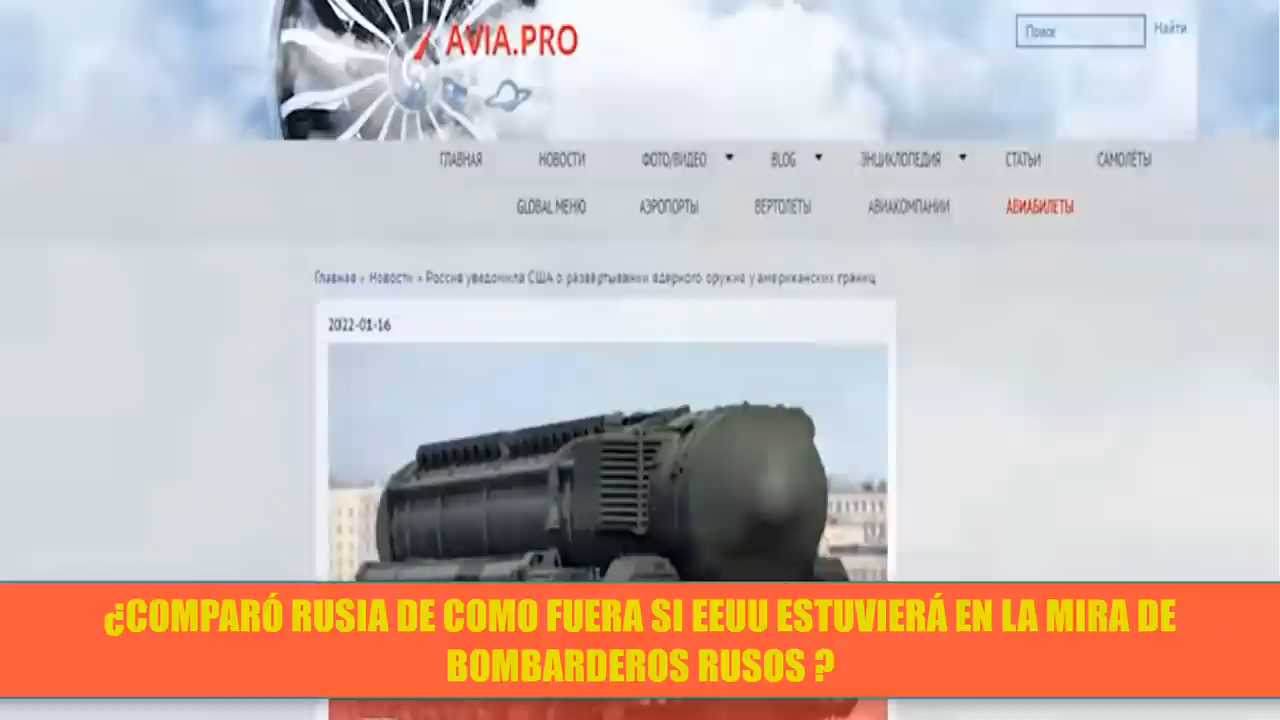 AVIA.PRO
Поиск
Найти
ГЛАВНАЯ НОВОСТИ ФОТО/ВИДЕО BLOG ЭНЦИКЛОПЕДИЯ СТАТЬИ САМОЛЁТЫ
GLOBAL МЕНЮ АЭРОПОРТЫ ВЕРТОЛЕТЫ АВИАКОМПАНИИ АВИАБИЛЕТЫ
Главная » Новости » Россия уведомила США о развёртывании ядерного оружия у американских границ
2022-01-16
¿COMPARÓ RUSIA DE COMO FUERA SI EEUU ESTUVIERÁ EN LA MIRA DE
BOMBARDEROS RUSOS ?